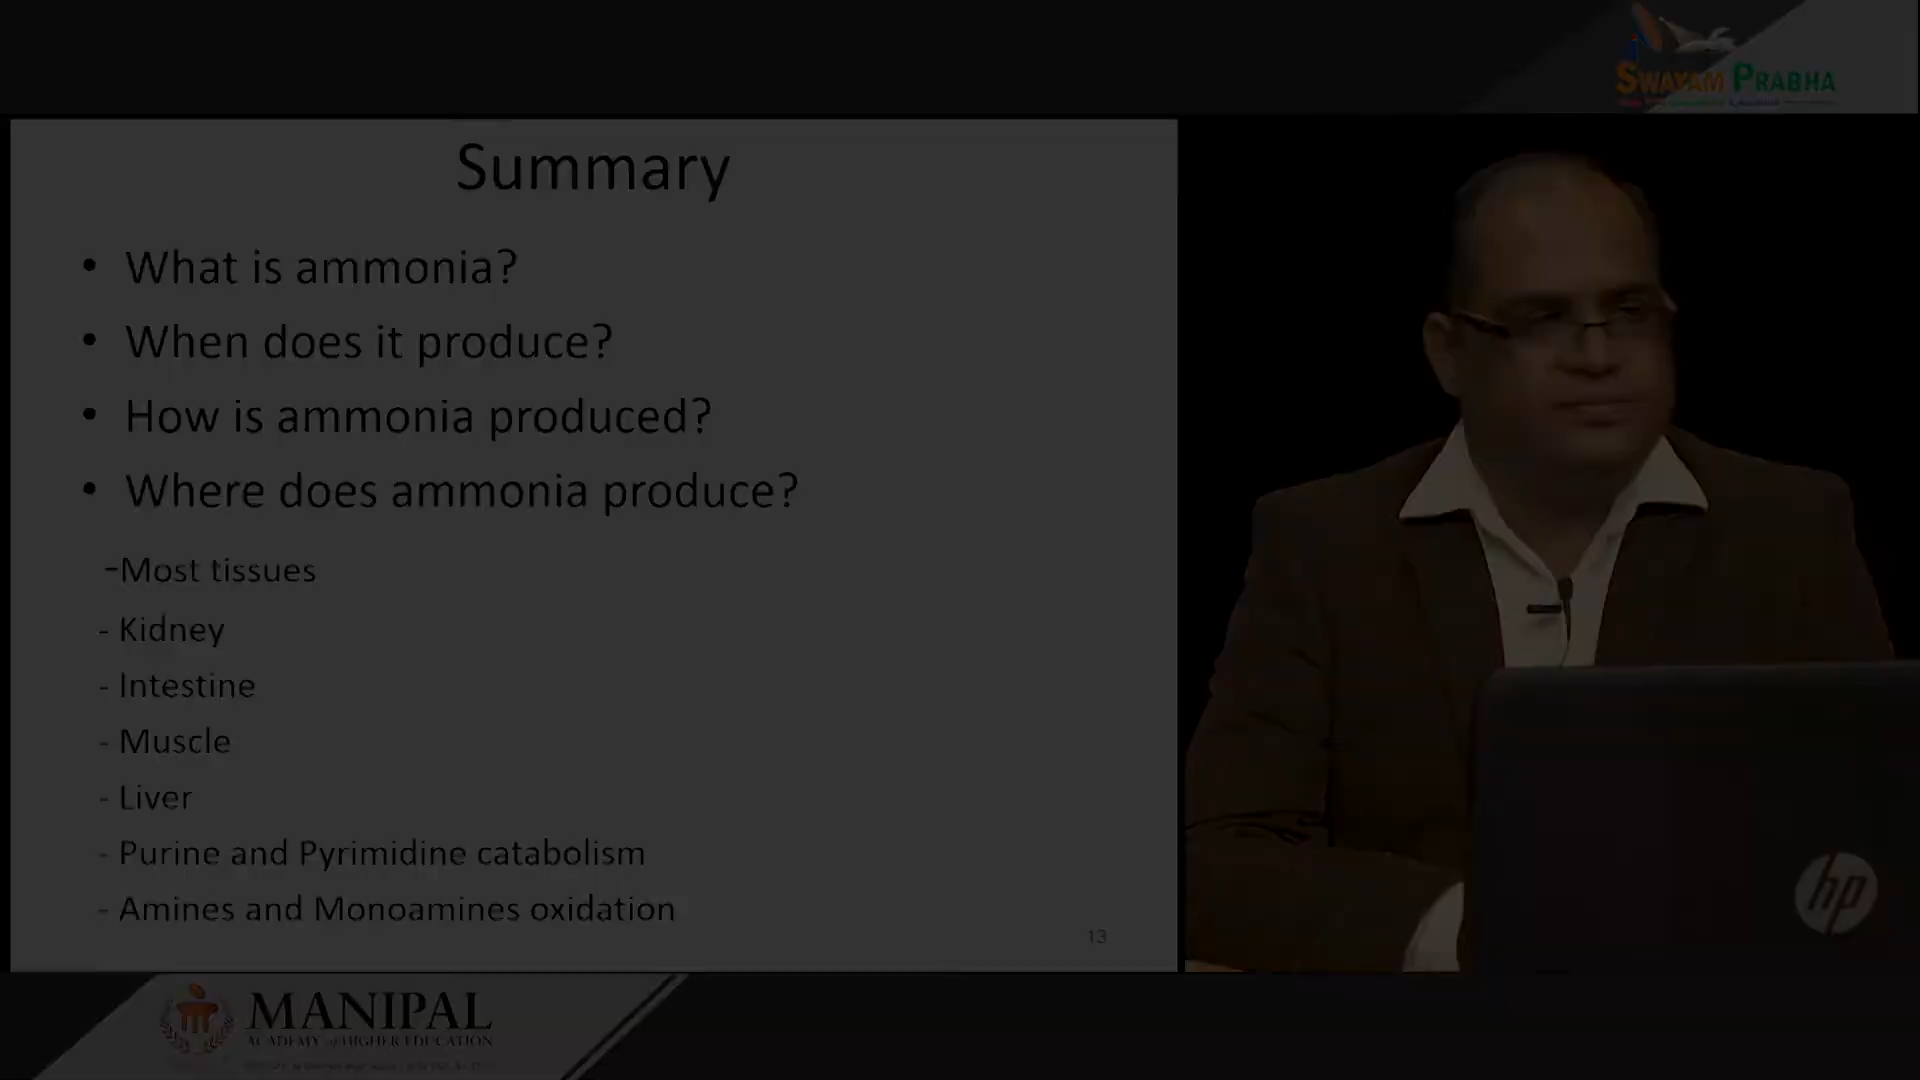 SWAYAM PRABHA
Summary
• What is ammonia?
• When does it produce?
• How is ammonia produced?
• Where does ammonia produce?
-Most tissues
- Kidney
- Intestine
- Muscle
- Liver
- Purine and Pyrimidine catabolism
- Amines and Monoamines oxidation
13
hp
MANIPAL
ACADEMY of HIGHER EDUCATION